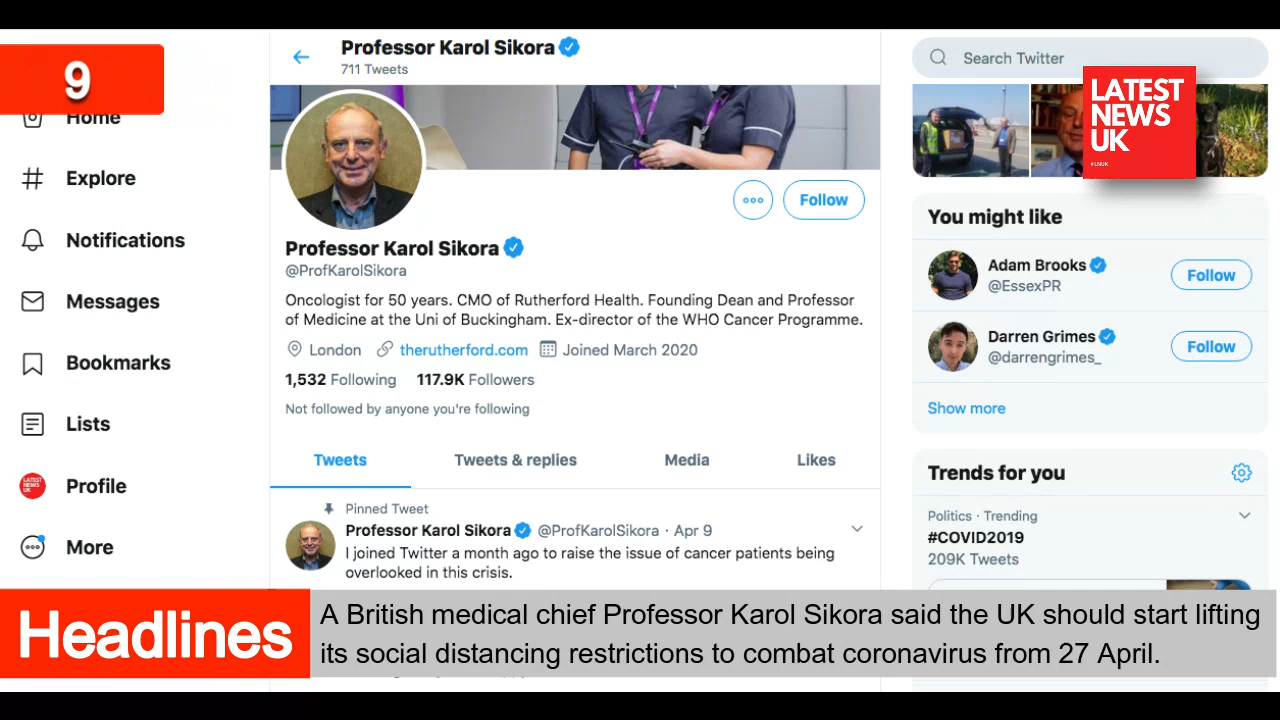 9
Home
Explore
Notifications
Messages
Bookmarks
Lists
Profile
More
Professor Karol Sikora
711 Tweets
Follow
Professor Karol Sikora
@ProfKarolSikora
Oncologist for 50 years. CMO of Rutherford Health. Founding Dean and Professor
of Medicine at the Uni of Buckingham. Ex-director of the WHO Cancer Programme.
London therutherford.com Joined March 2020
1,532 Following 117.9K Followers
Not followed by anyone you're following
Tweets Tweets & replies Media Likes
Pinned Tweet
Professor Karol Sikora @ProfKarolSikora · Apr 9
I joined Twitter a month ago to raise the issue of cancer patients being
overlooked in this crisis.
Search Twitter
LATEST
NEWS
UK
#LNUK
You might like
Adam Brooks
@EssexPR
Follow
Darren Grimes
@darrengrimes_
Follow
Show more
Trends for you
Politics · Trending
#COVID2019
209K Tweets
LATEST
NEWS
UK
Headlines
A British medical chief Professor Karol Sikora said the UK should start lifting
its social distancing restrictions to combat coronavirus from 27 April.